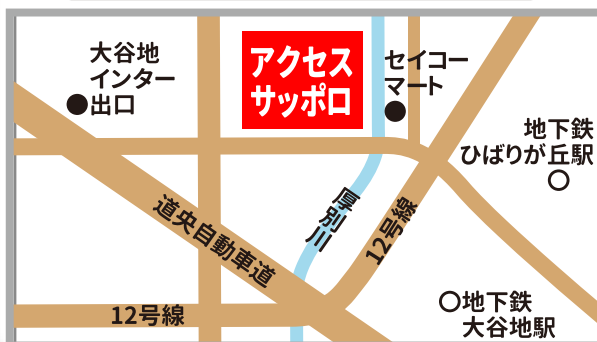 大谷地
インター
出口
アクセス
サッポロ
セイコー
マート
地下鉄
ひばりが丘駅
厚別川
道央自動車道
12号線
12号線
地下鉄
大谷地駅